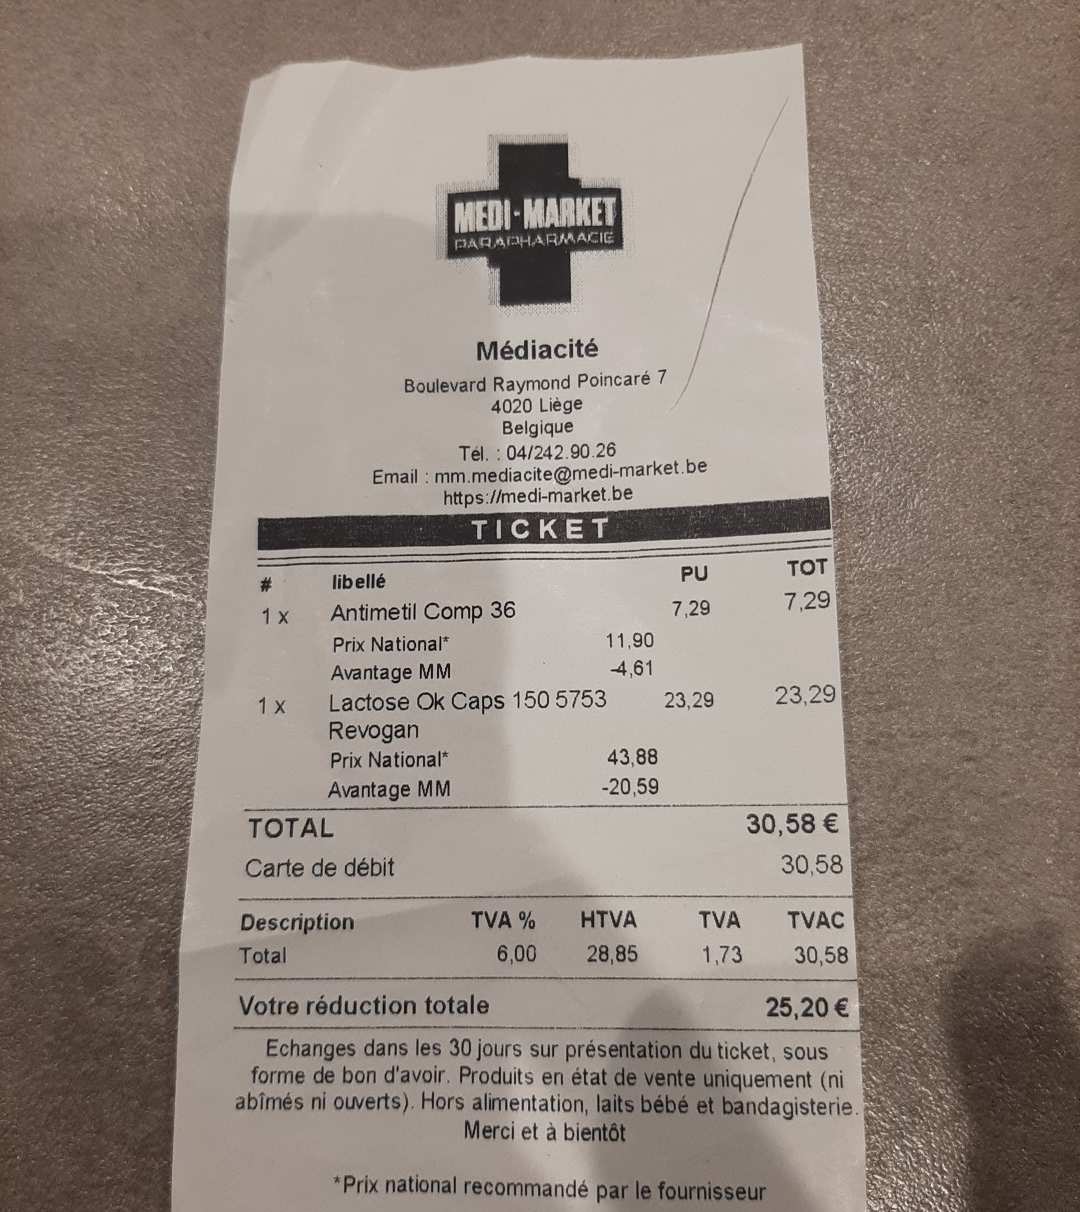 MEDI-MARKET
PARAPHARMACIE
Médiacité
Boulevard Raymond Poincaré 7
4020 Liège
Belgique
Tél. : 04/242.90.26
Email : mm.mediacite@medi-market.be
https://medi-market.be
TICKET
# libellé PU TOT
1 x Antimetil Comp 36 7,29 7,29
Prix National* 11,90
Avantage MM -4,61
1 x Lactose Ok Caps 150 5753 23,29 23,29
Revogan
Prix National* 43,88
Avantage MM -20,59
TOTAL 30,58 €
Carte de débit 30,58
Description TVA % HTVA TVA TVAC
Total 6,00 28,85 1,73 30,58
Votre réduction totale 25,20 €
Echanges dans les 30 jours sur présentation du ticket, sous
forme de bon d'avoir. Produits en état de vente uniquement (ni
abîmés ni ouverts). Hors alimentation, laits bébé et bandagisterie.
Merci et à bientôt
*Prix national recommandé par le fournisseur